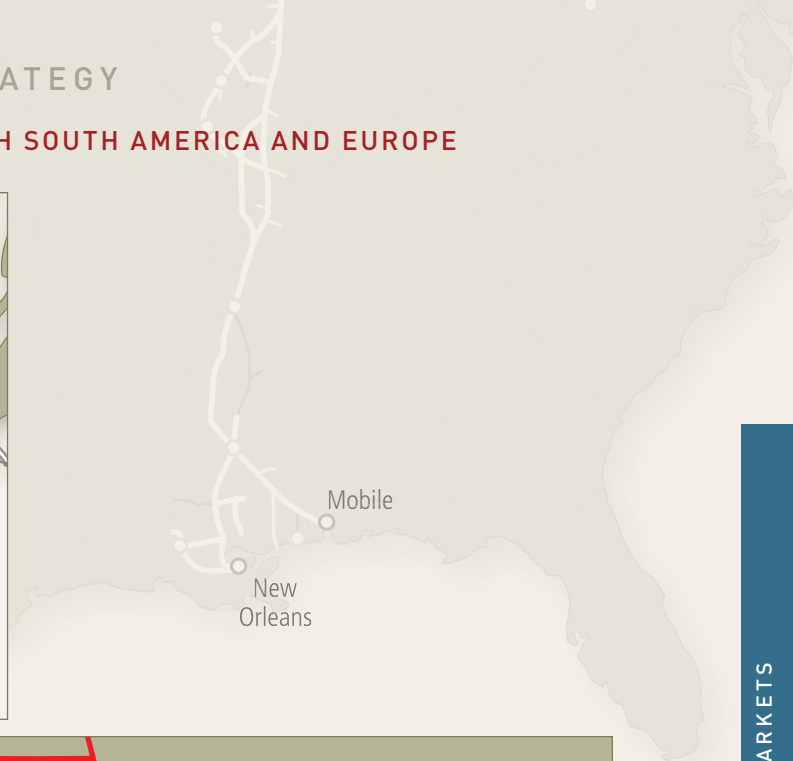 ATEGY
H SOUTH AMERICA AND EUROPE
Mobile
New
Orleans
ARKETS